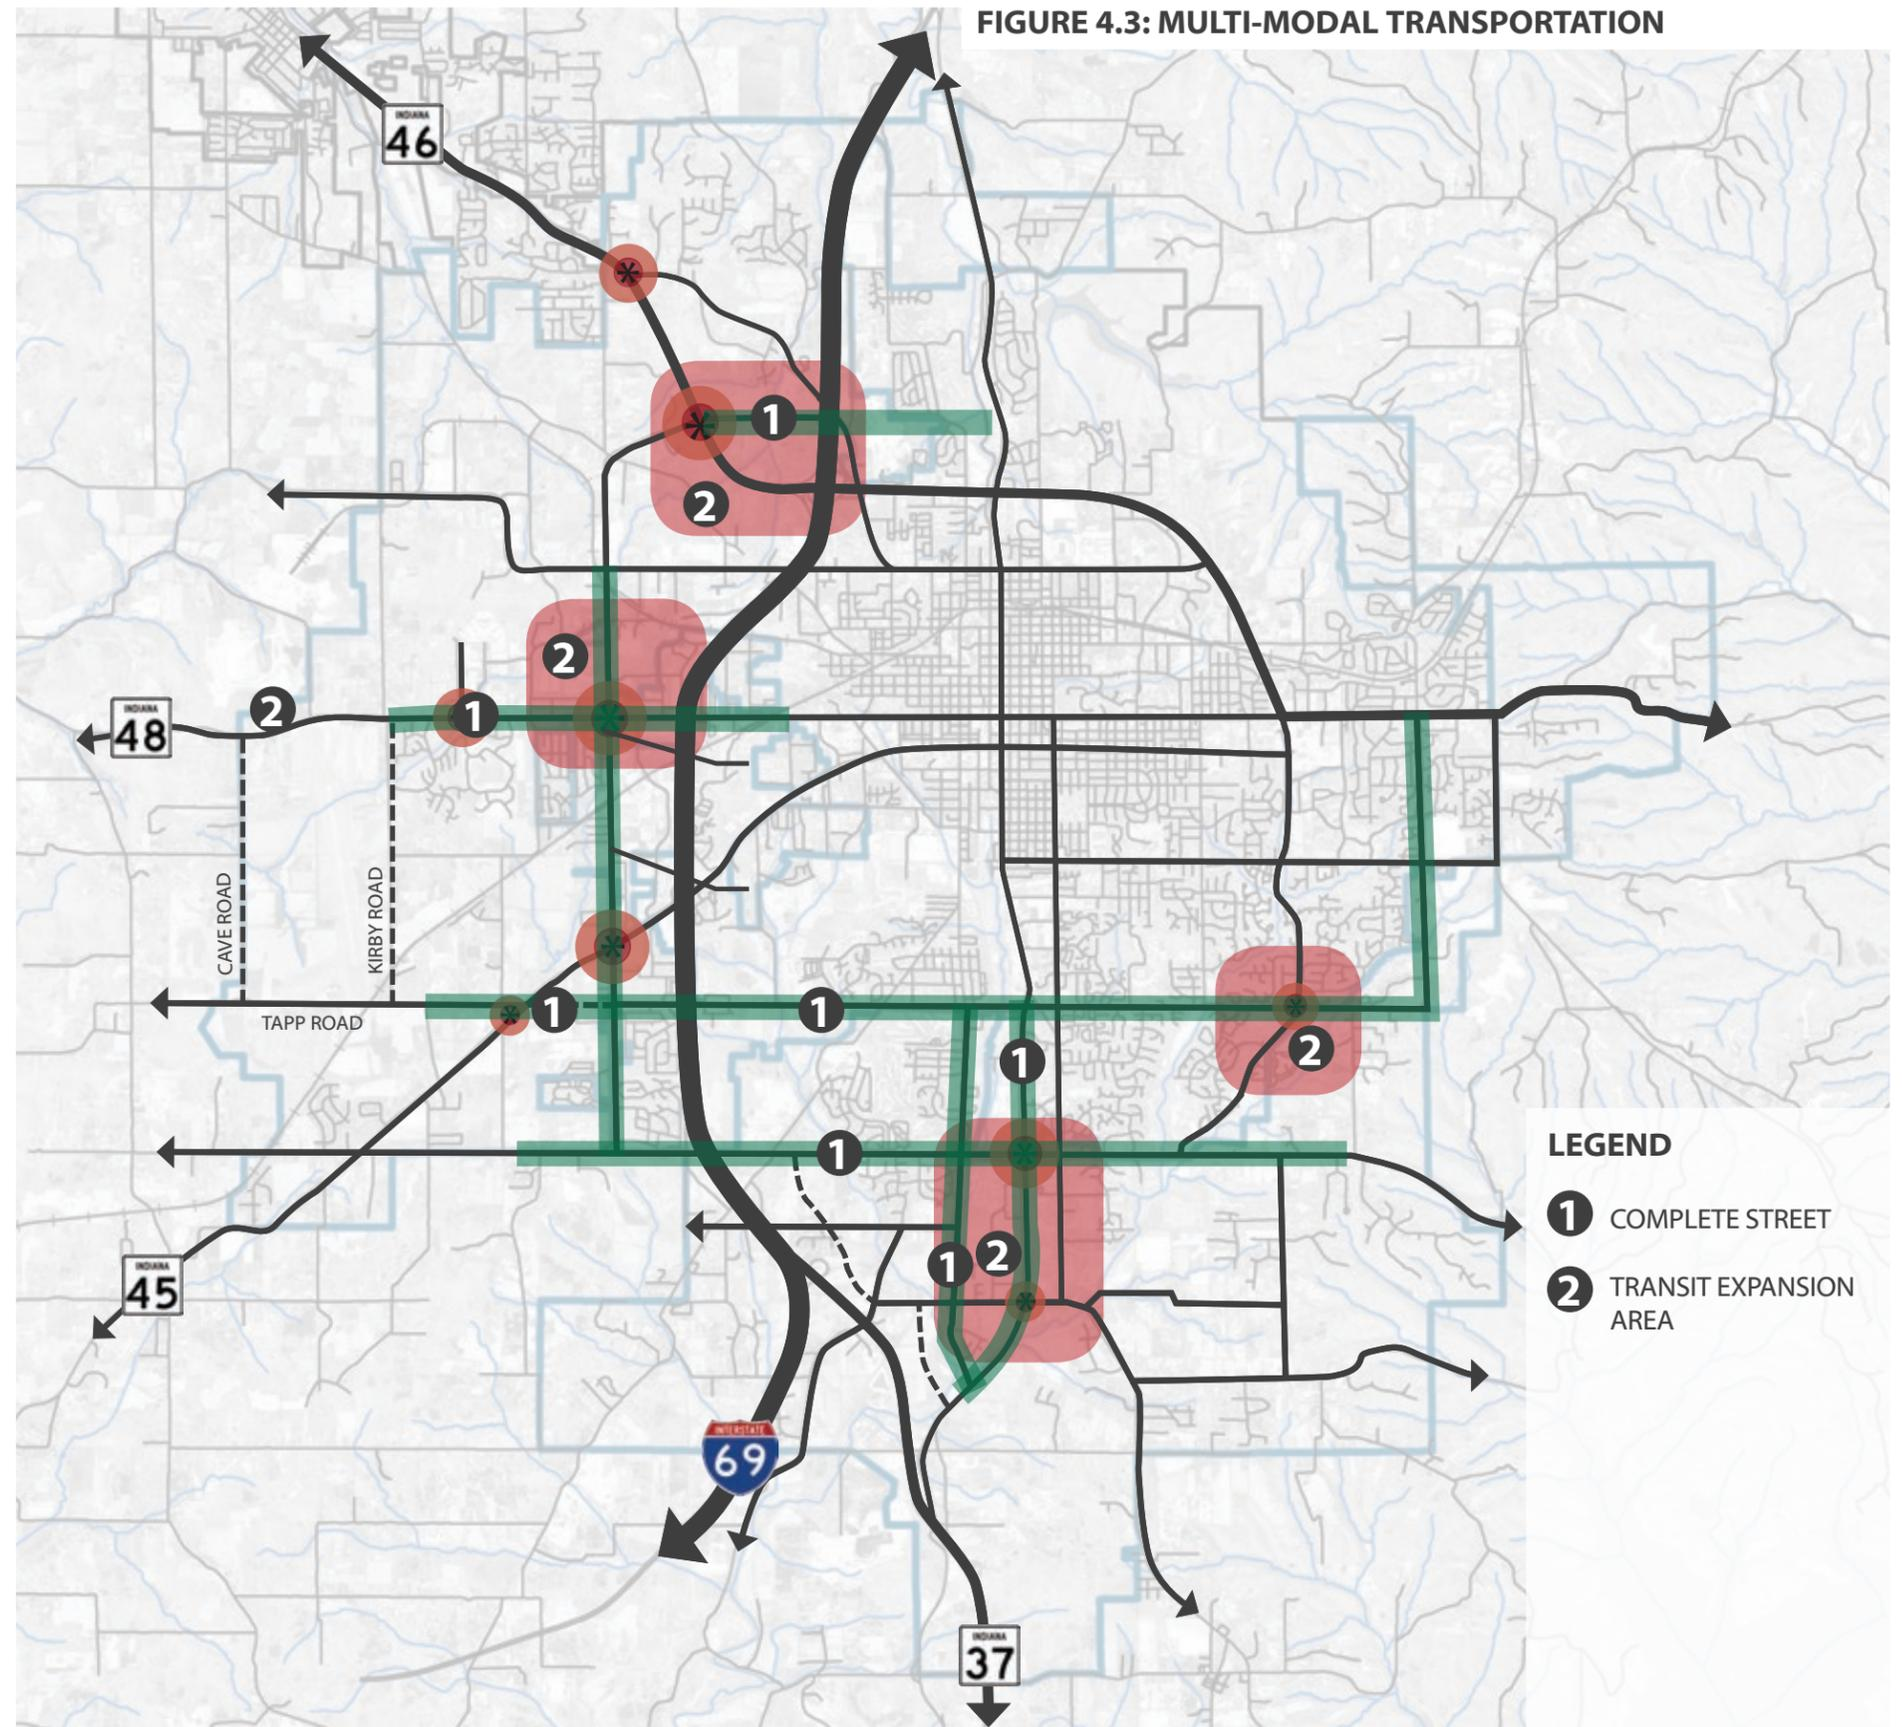 FIGURE 4.3: MULTI-MODAL TRANSPORTATION
INDIANA
46
1
2
2
2
1
INDIANA
48
CAVE ROAD
KIRBY ROAD
1
1
TAPP ROAD
1
2
1
LEGEND
1 COMPLETE STREET
2 TRANSIT EXPANSION
AREA
1
2
INDIANA
45
INTERSTATE
69
INDIANA
37